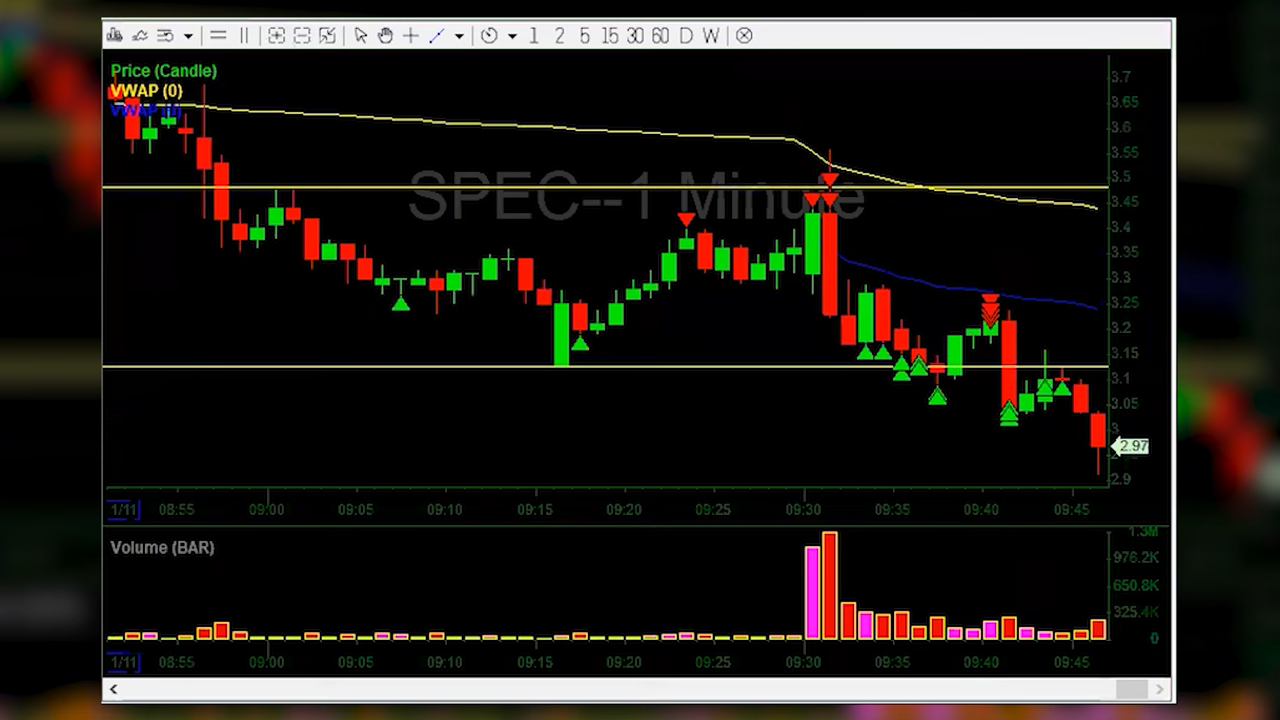 1 2 5 15 30 60 D W
Price (Candle)
VWAP (0)
VWAP (0)
SPEC--1 Minute
3.7
3.65
3.6
3.55
3.5
3.45
3.4
3.35
3.3
3.25
3.2
3.15
3.1
3.05
3
2.97
2.9
1/11 08:55 09:00 09:05 09:10 09:15 09:20 09:25 09:30 09:35 09:40 09:45
Volume (BAR)
1.3M
976.2K
650.8K
325.4K
0
1/11 08:55 09:00 09:05 09:10 09:15 09:20 09:25 09:30 09:35 09:40 09:45